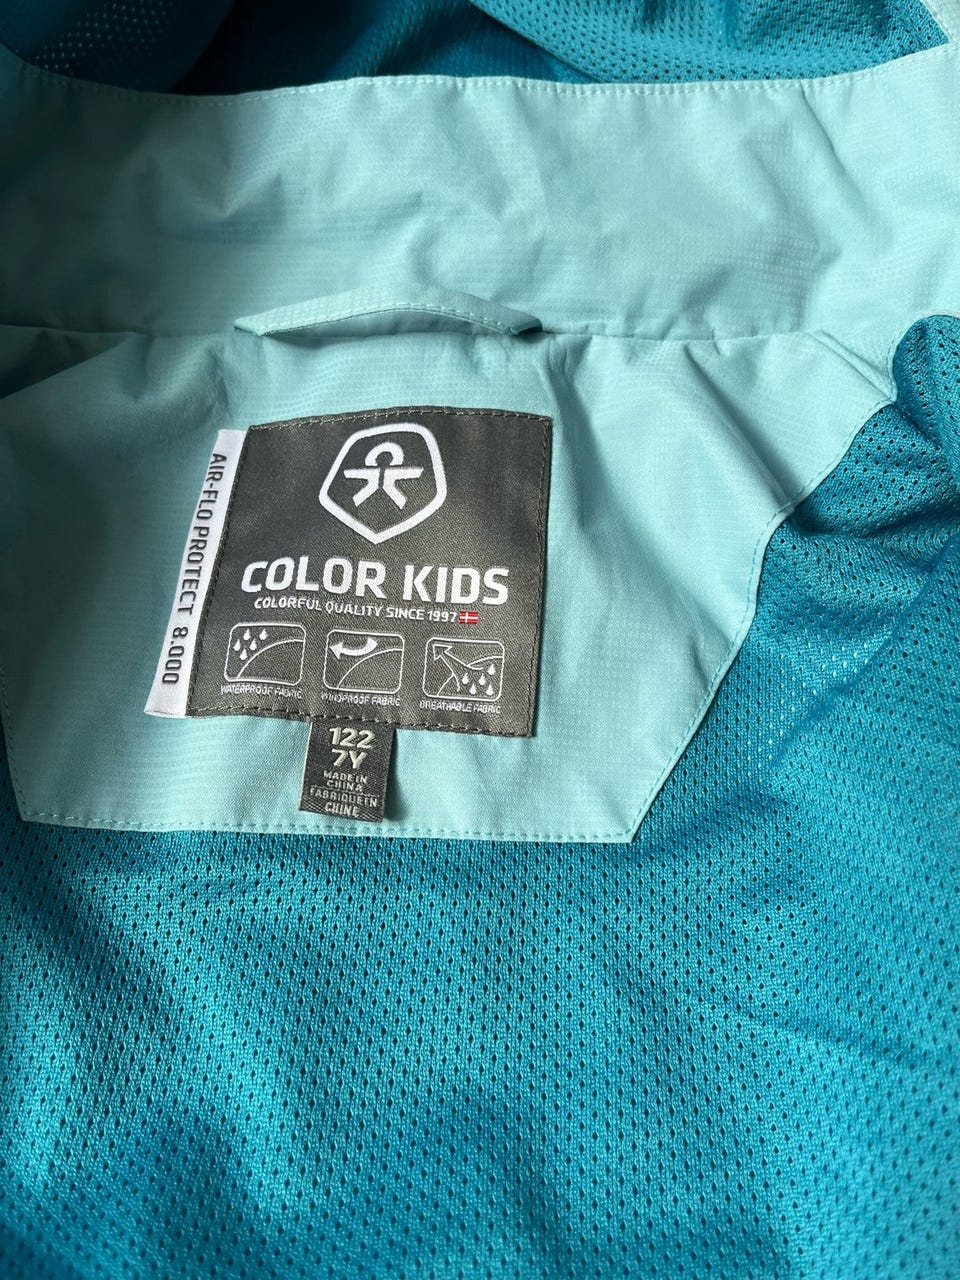 AIR-FLO PROTECT 8.000
COLOR KIDS
COLORFUL QUALITY SINCE 1997
WATERPROOF FABRIC
WINDPROOF FABRIC
BREATHABLE FABRIC
122
7Y
MADE IN
CHINA
FABRIQUE EN
CHINE